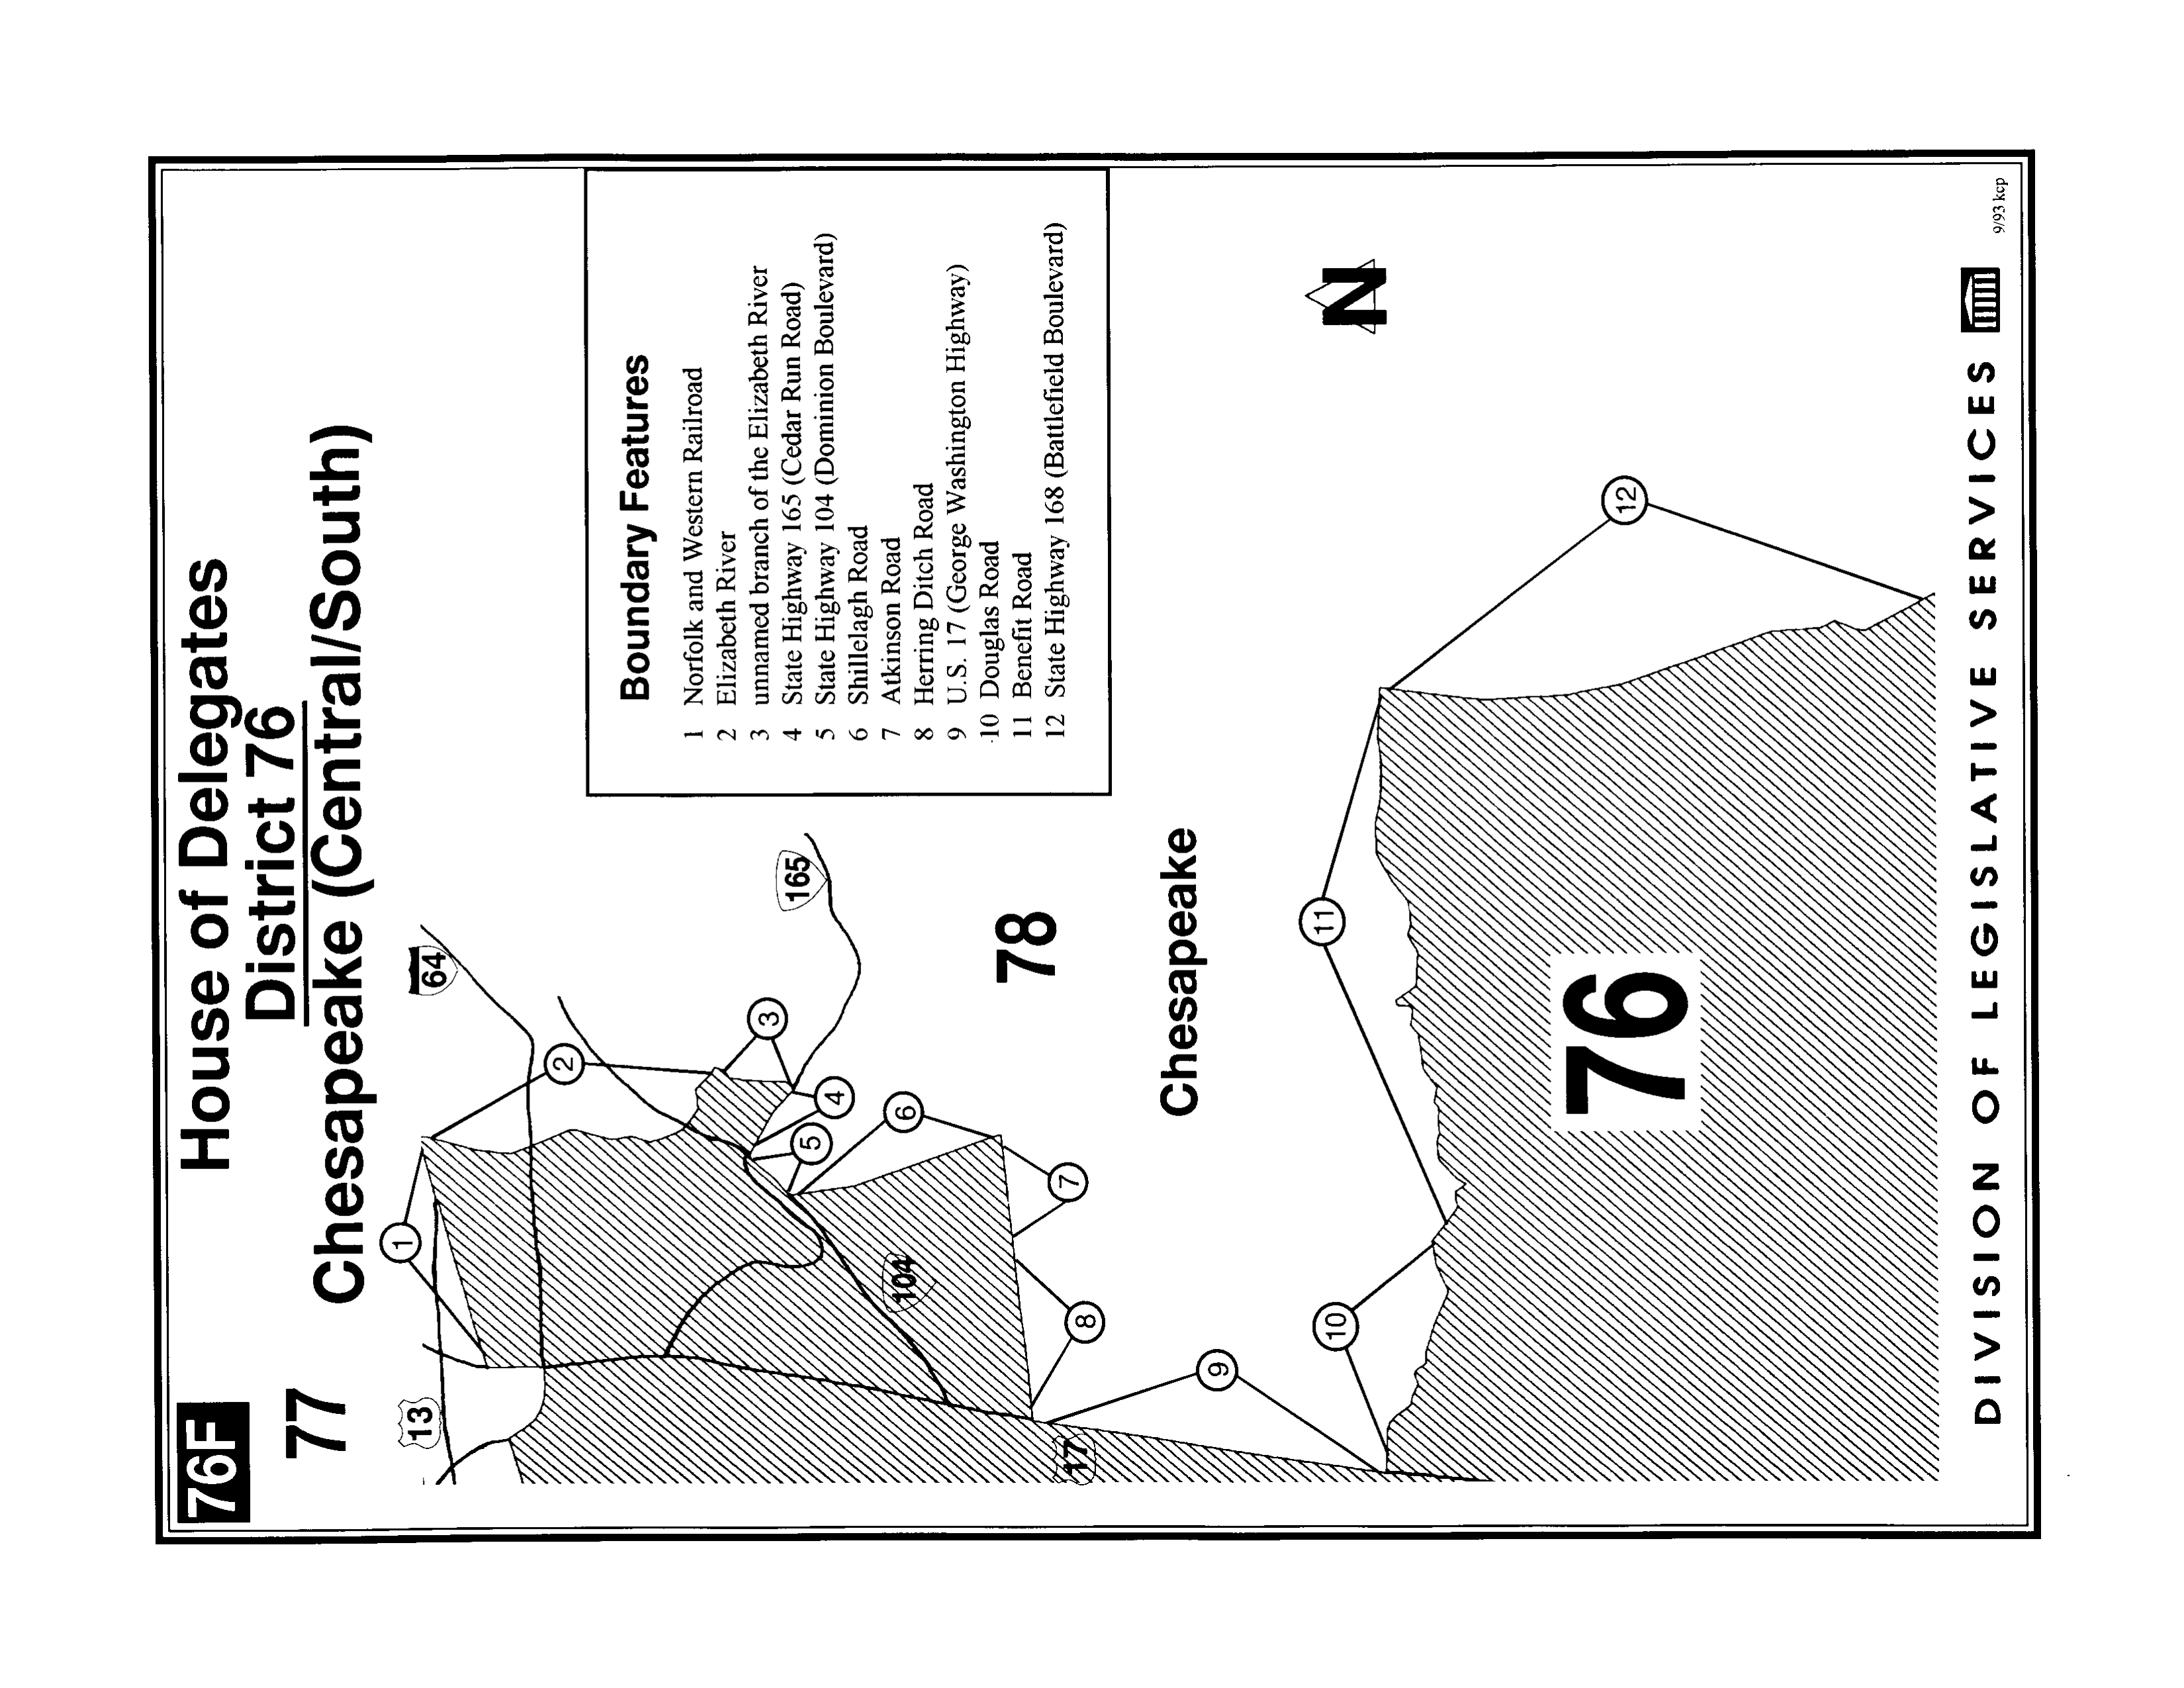 76F
House of Delegates
District 76
Chesapeake (Central/South)
77
13
64
1
2
3
4
5
6
7
8
9
10
11
12
165
104
17
78
Chesapeake
76
N
Boundary Features
1 Norfolk and Western Railroad
2 Elizabeth River
3 unnamed branch of the Elizabeth River
4 State Highway 165 (Cedar Run Road)
5 State Highway 104 (Dominion Boulevard)
6 Shillelagh Road
7 Atkinson Road
8 Herring Ditch Road
9 U.S. 17 (George Washington Highway)
10 Douglas Road
11 Benefit Road
12 State Highway 168 (Battlefield Boulevard)
DIVISION OF LEGISLATIVE SERVICES
9/93 kcp